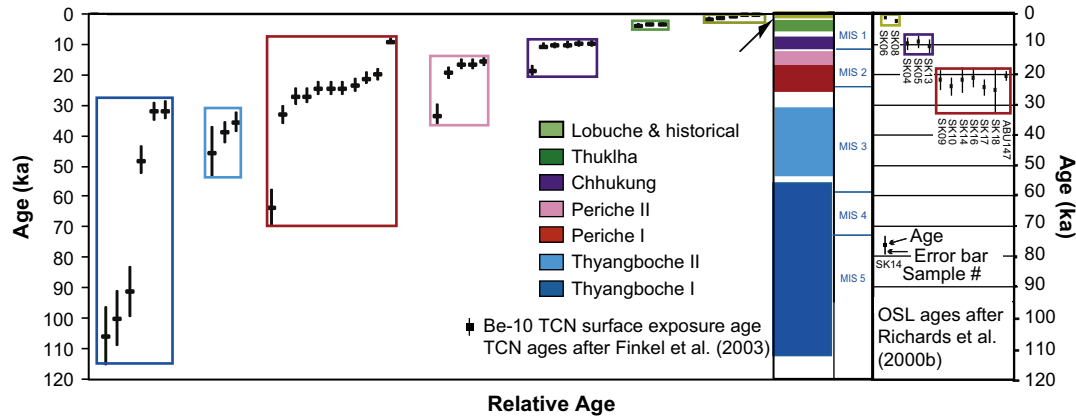 Age (ka)
0
10
20
30
40
50
60
70
80
90
100
110
120
Relative Age
Lobuche & historical
Thuklha
Chhukung
Periche II
Periche I
Thyangboche II
Thyangboche I
Be-10 TCN surface exposure age
TCN ages after Finkel et al. (2003)
MIS 1
MIS 2
MIS 3
MIS 4
MIS 5
SK06
SK08
SK04
SK05
SK13
SK09
SK10
SK14
SK16
SK17
SK18
ABU147
Age
Error bar
SK14
Sample #
OSL ages after
Richards et al.
(2000b)
0
10
20
30
40
50
60
70
80
90
100
110
120
Age (ka)